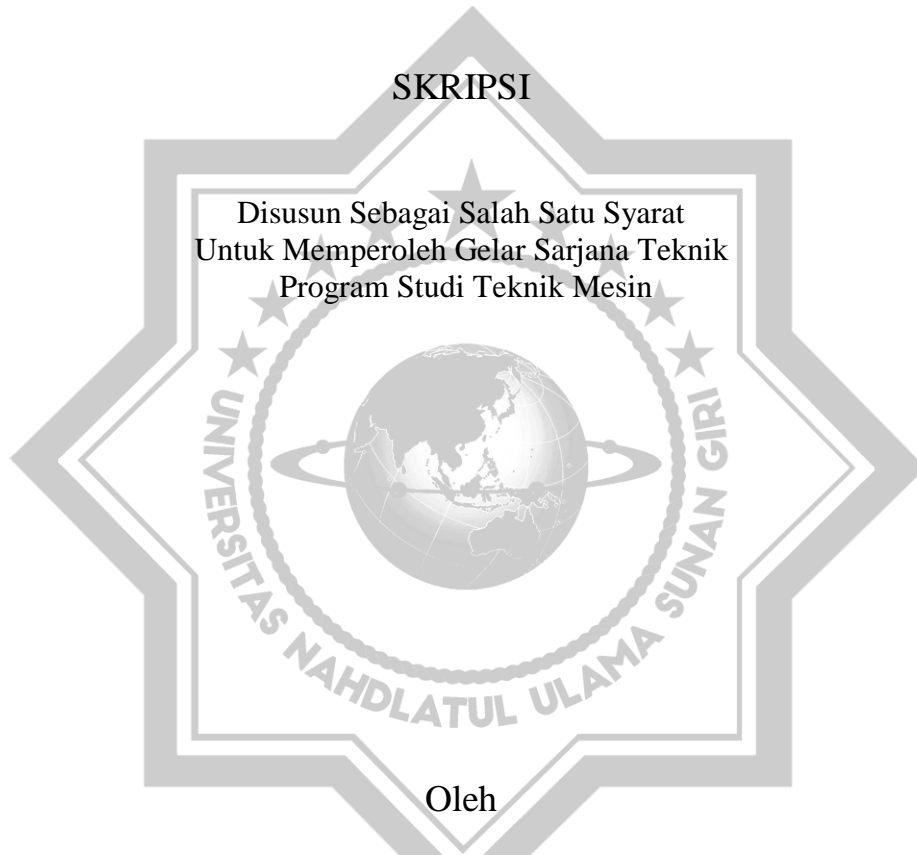 SKRIPSI
Disusun Sebagai Salah Satu Syarat
Untuk Memperoleh Gelar Sarjana Teknik
Program Studi Teknik Mesin
UNIVERSITAS NAHDLATUL ULAMA SUNAN GIRI
Oleh